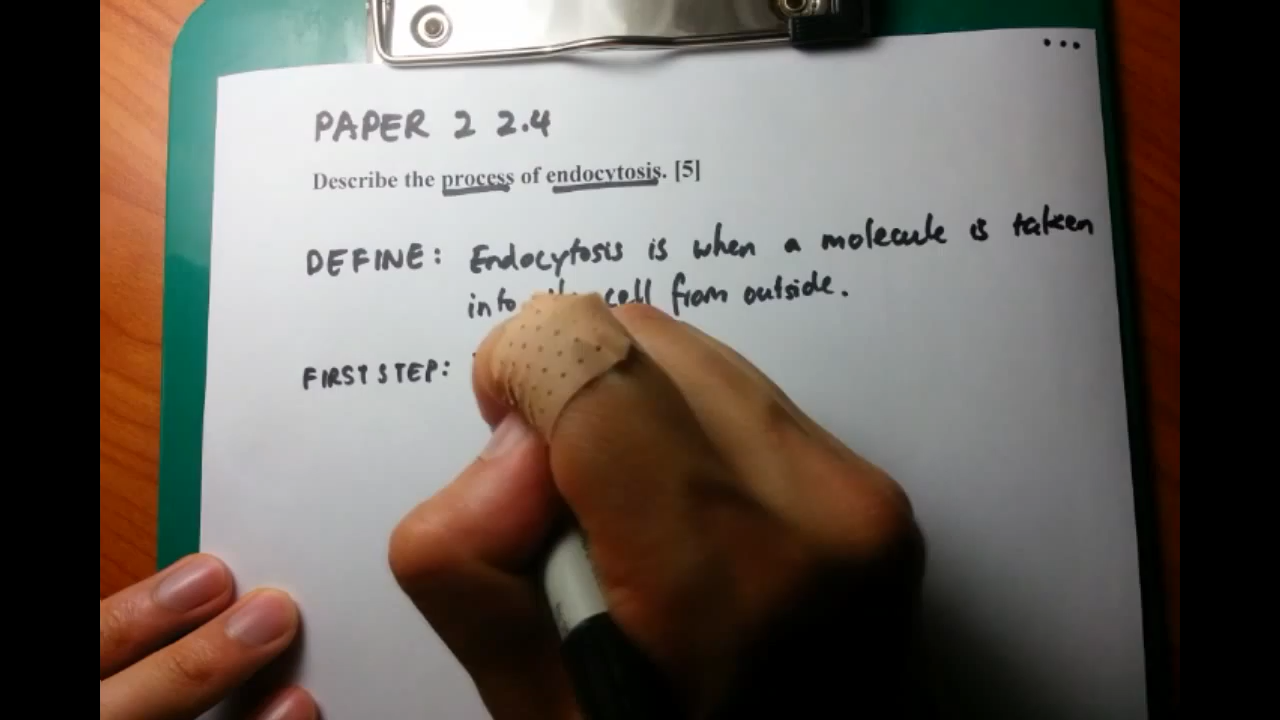 PAPER 2 2.4
Describe the process of endocytosis. [5]
DEFINE: Endocytosis is when a molecule is taken
into the cell from outside.
FIRST STEP: